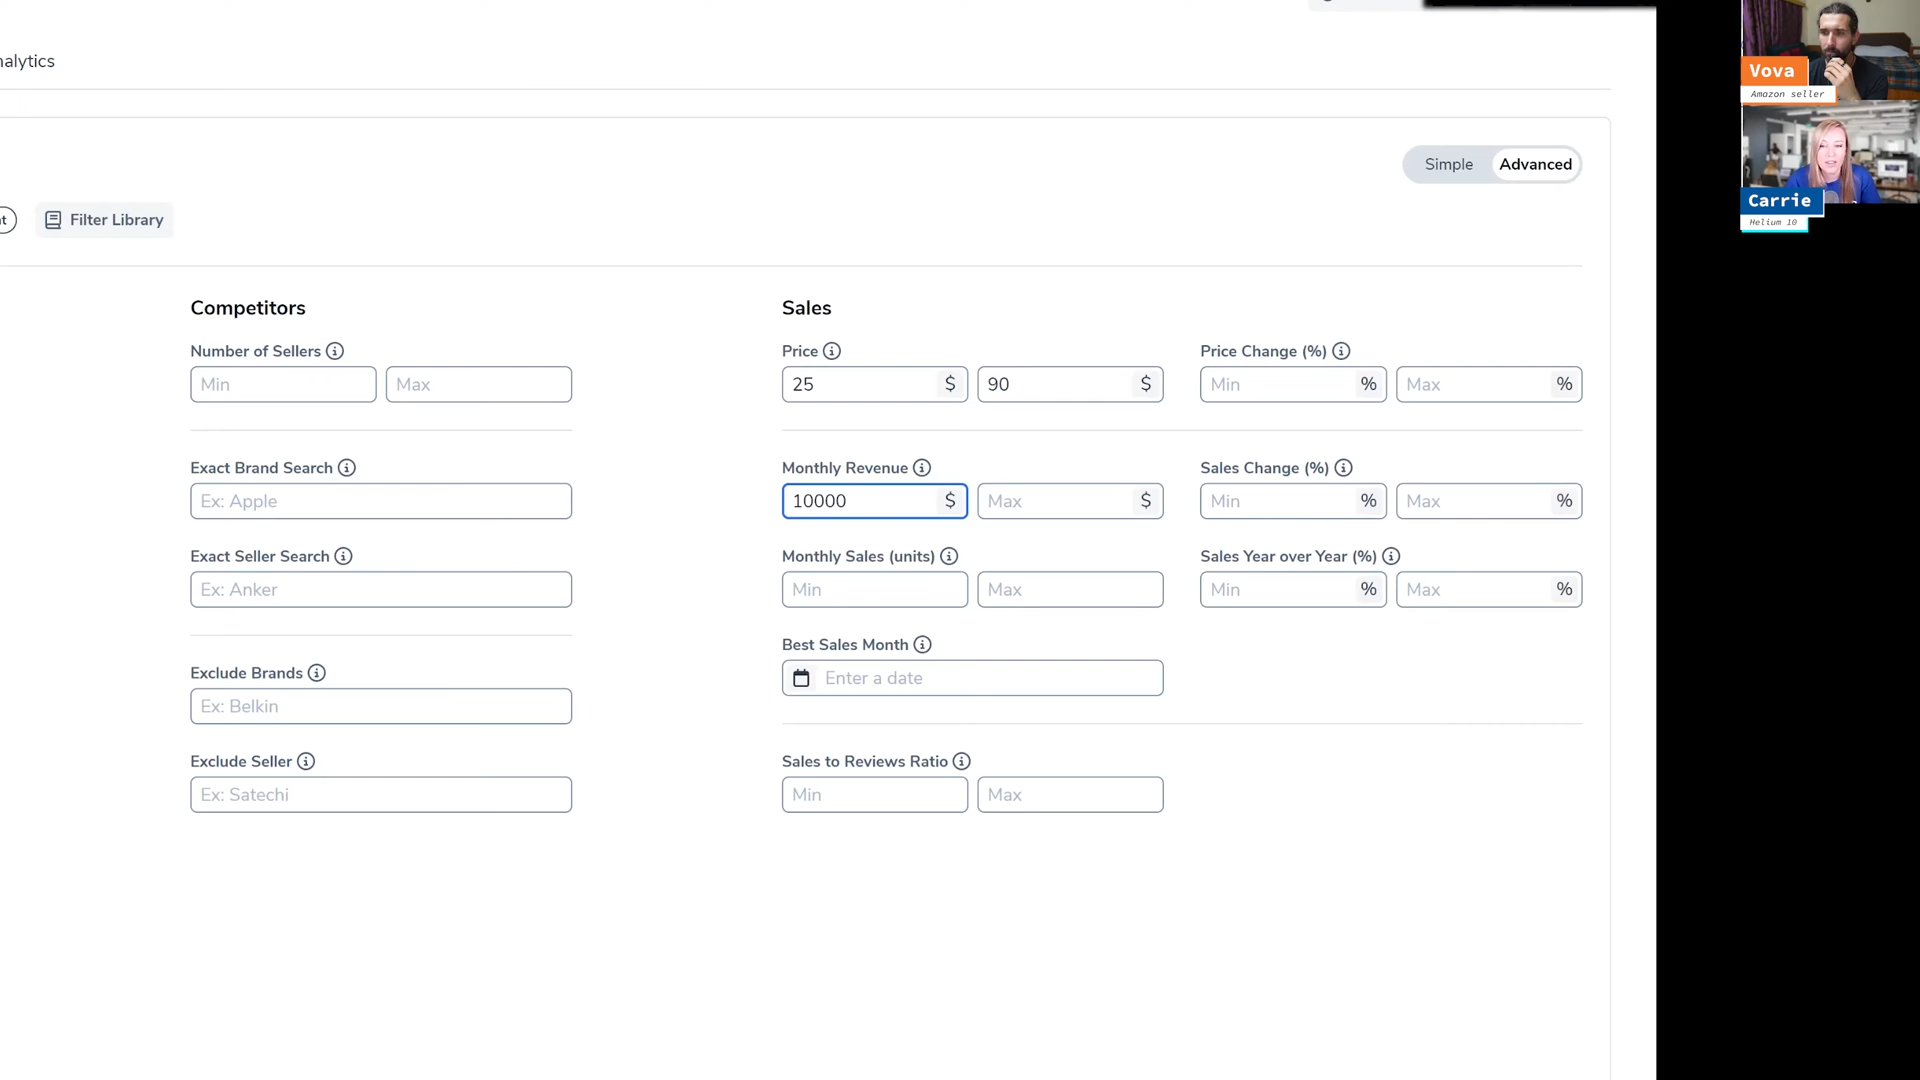 nalytics
Simple
Advanced
nt
Filter Library
Competitors
Number of Sellers
Min
Max
Exact Brand Search
Ex: Apple
Exact Seller Search
Ex: Anker
Exclude Brands
Ex: Belkin
Exclude Seller
Ex: Satechi
Sales
Price
25 $
90 $
Price Change (%)
Min %
Max %
Monthly Revenue
10000 $
Max $
Sales Change (%)
Min %
Max %
Monthly Sales (units)
Min
Max
Sales Year over Year (%)
Min %
Max %
Best Sales Month
Enter a date
Sales to Reviews Ratio
Min
Max
Vova
Amazon seller
Carrie
Helium 10